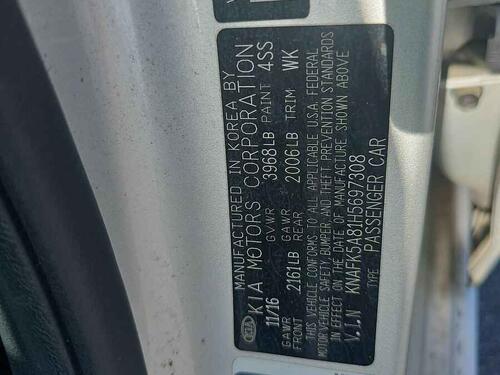 MANUFACTURED IN KOREA BY
KIA KIA MOTORS CORPORATION
11/16 GVWR 3968LB PAINT 4SS
GAWR FRONT 2161LB GAWR REAR 2006LB TRIM WK
THIS VEHICLE CONFORMS TO ALL APPLICABLE U.S.A. FEDERAL
MOTOR VEHICLE SAFETY BUMPER AND THEFT PREVENTION STANDARDS
IN EFFECT ON THE DATE OF MANUFACTURE SHOWN ABOVE
V.I.N KNAFK5A81H5697308
TYPE : PASSENGER CAR